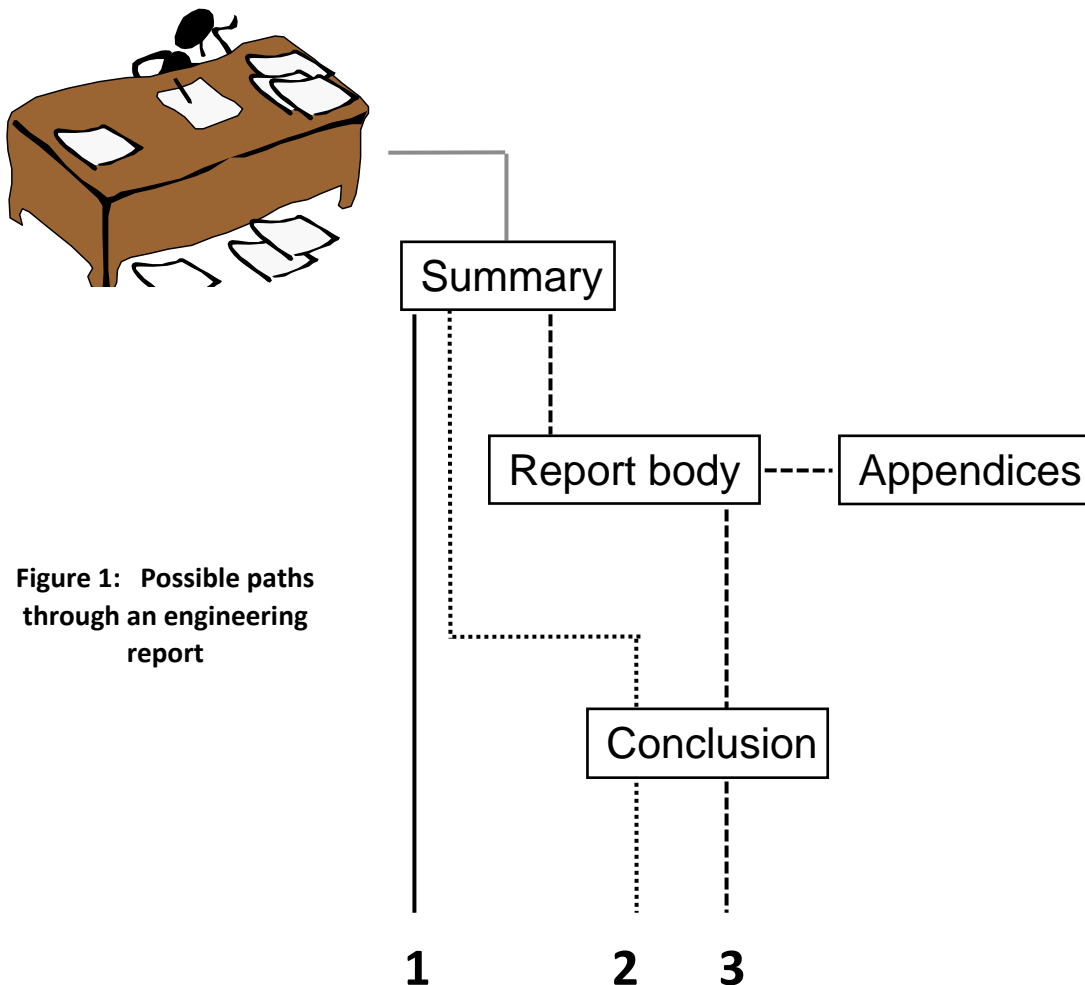 Summary
Report body
Appendices
Figure 1: Possible paths
through an engineering
report
Conclusion
1 2 3